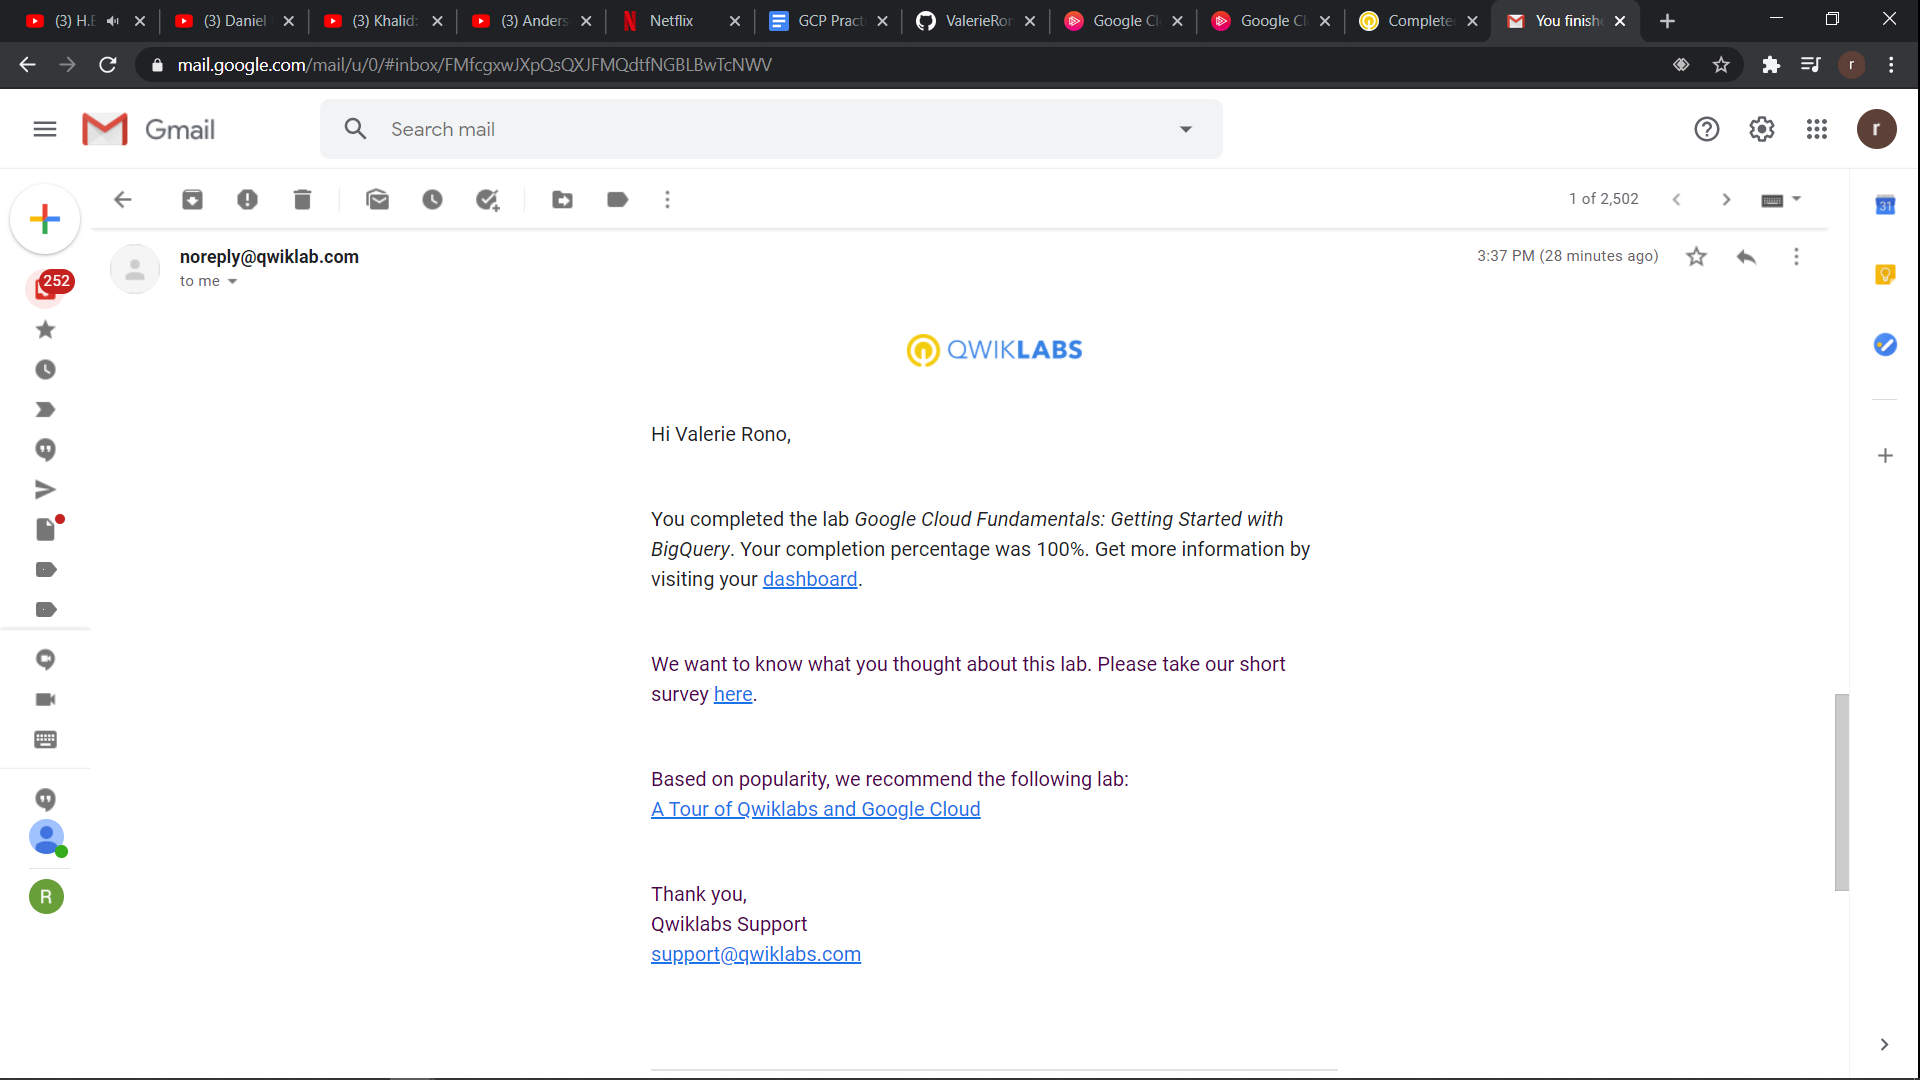 (3) H.E
(3) Daniel
(3) Khalid:
(3) Anders
Netflix
GCP Pract
ValerieRon
Google Cl
Google Cl
Completed
You finishe
mail.google.com/mail/u/0/#inbox/FMfcgxwJXpQsQXJFMQdtfNGBLBwTcNWV
r
Gmail
Search mail
r
1 of 2,502
31
noreply@qwiklab.com
3:37 PM (28 minutes ago)
to me
252
QWIKLABS
Hi Valerie Rono,
You completed the lab Google Cloud Fundamentals: Getting Started with
BigQuery. Your completion percentage was 100%. Get more information by
visiting your dashboard.
We want to know what you thought about this lab. Please take our short
survey here.
Based on popularity, we recommend the following lab:
A Tour of Qwiklabs and Google Cloud
R
Thank you,
Qwiklabs Support
support@qwiklabs.com